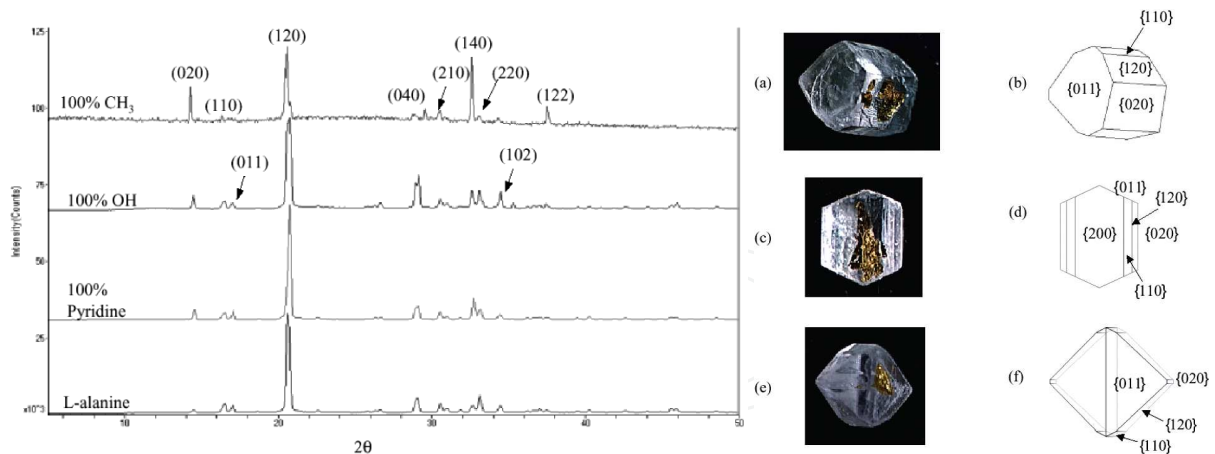 125
100
75
50
25
x10^3
Intensity(Counts)
10
20
30
40
50
2θ
(120)
(140)
(020)
(210)
(040)
(220)
(110)
(122)
100% CH₃
(011)
(102)
100% OH
100%
Pyridine
L-alanine
(a)
(b)
{110}
{120}
{011}
{020}
(c)
(d)
{011}
{120}
{200}
{020}
{110}
(e)
(f)
{011}
{020}
{120}
{110}